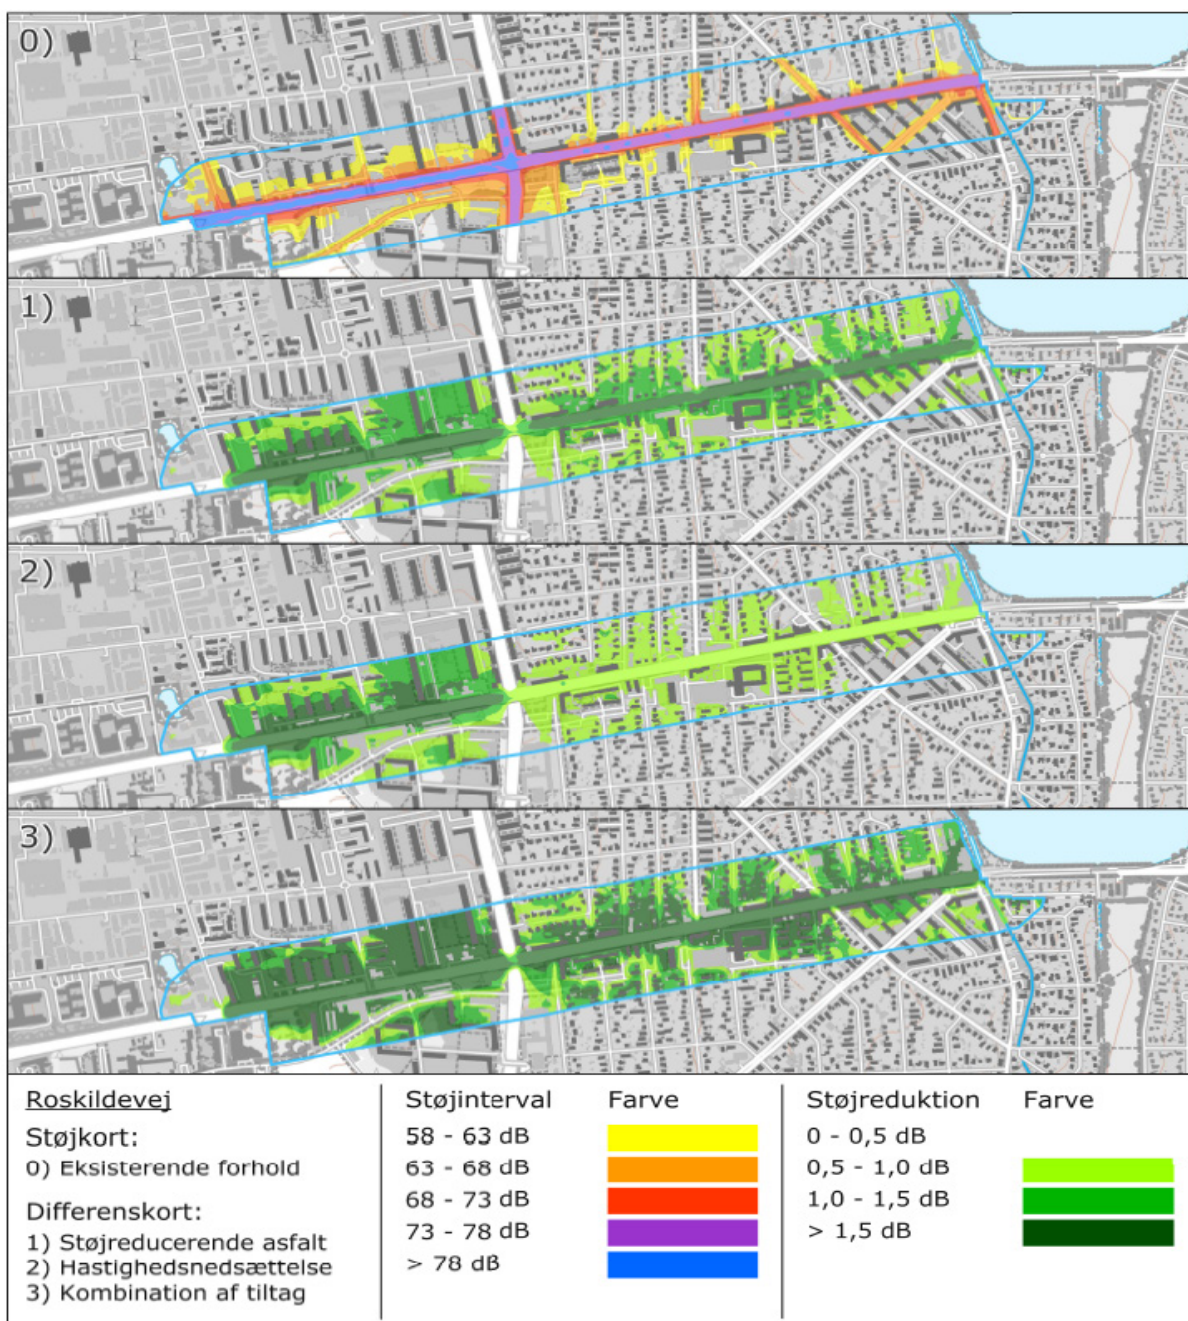 0)
1)
2)
3)
Roskildevej
Støjkort:
0) Eksisterende forhold
Differenskort:
1) Støjreducerende asfalt
2) Hastighedsnedsættelse
3) Kombination af tiltag
Støjinterval Farve
58 - 63 dB
63 - 68 dB
68 - 73 dB
73 - 78 dB
> 78 dB
Støjreduktion Farve
0 - 0,5 dB
0,5 - 1,0 dB
1,0 - 1,5 dB
> 1,5 dB